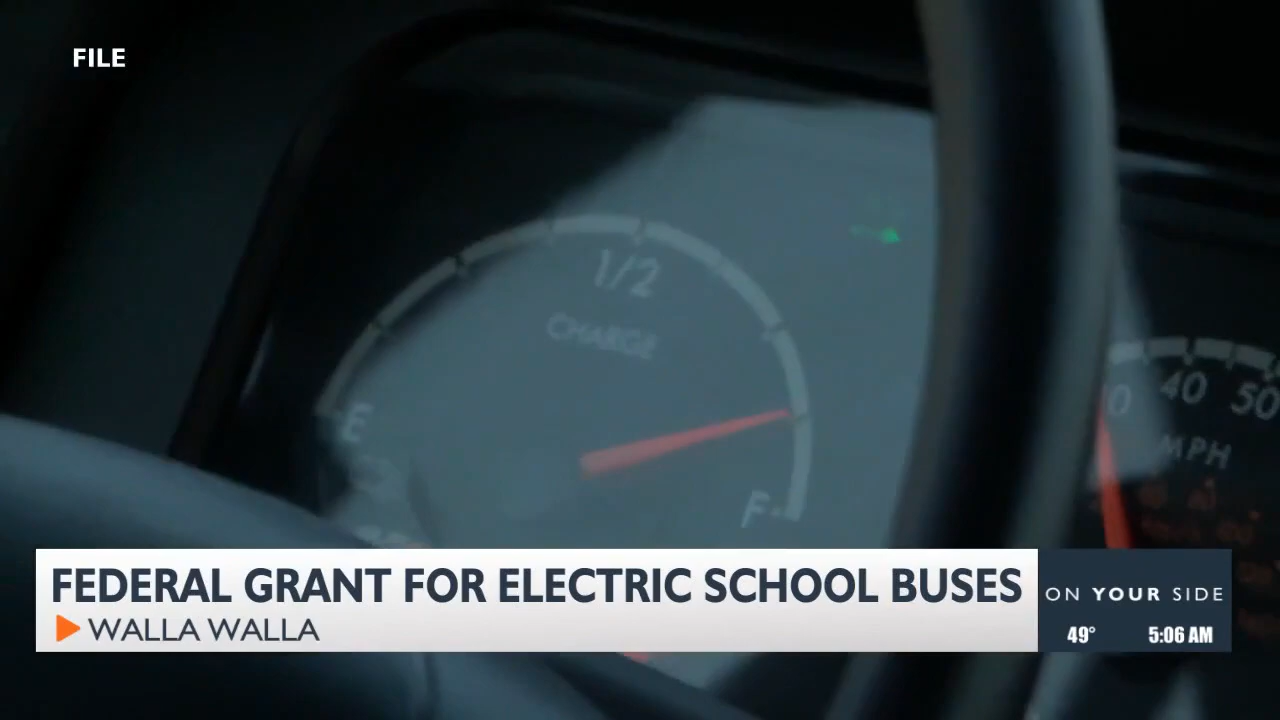 FILE
1/2
CHARGE
E
F
40 50
MPH
FEDERAL GRANT FOR ELECTRIC SCHOOL BUSES
WALLA WALLA
ON YOUR SIDE
49° 5:06 AM